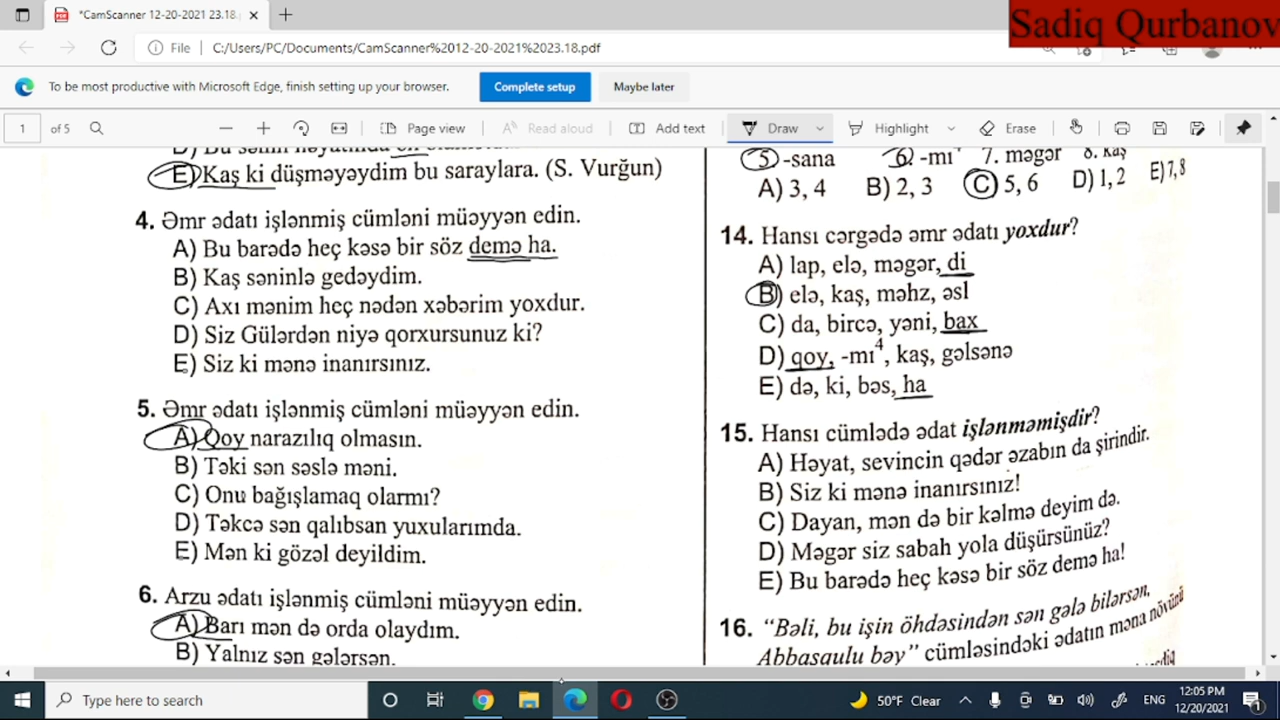 *CamScanner 12-20-2021 23.18.
Sadiq Qurbanov
File
C:/Users/PC/Documents/CamScanner%2012-20-2021%2023.18.pdf
To be most productive with Microsoft Edge, finish setting up your browser.
Complete setup
Maybe later
1 of 5
Page view
Read aloud
Add text
Draw
Highlight
Erase
E) Kaş ki düşməyəydim bu saraylara. (S. Vurğun)
4. Əmr ədatı işlənmiş cümləni müəyyən edin.
A) Bu barədə heç kəsə bir söz demə ha.
B) Kaş səninlə gedəydim.
C) Axı mənim heç nədən xəbərim yoxdur.
D) Siz Gülərdən niyə qorxursunuz ki?
E) Siz ki mənə inanırsınız.
5. Əmr ədatı işlənmiş cümləni müəyyən edin.
A) Qoy narazılıq olmasın.
B) Təki sən səslə məni.
C) Onu bağışlamaq olarmı?
D) Təkcə sən qalıbsan yuxularımda.
E) Mən ki gözəl deyildim.
6. Arzu ədatı işlənmiş cümləni müəyyən edin.
A) Barı mən də orda olaydım.
B) Yalnız sən gələrsən.
5 -sana 6. -mı⁴ 7. məgər 8. kaş
A) 3, 4 B) 2, 3 C) 5, 6 D) 1, 2 E) 7,8
14. Hansı cərgədə əmr ədatı yoxdur?
A) lap, elə, məgər, di
B) elə, kaş, məhz, əsl
C) da, bircə, yəni, bax
D) qoy, -mı⁴, kaş, gəlsənə
E) də, ki, bəs, ha
15. Hansı cümlədə ədat işlənməmişdir?
A) Həyat, sevincin qədər əzabın da şirindir.
B) Siz ki mənə inanırsınız!
C) Dayan, mən də bir kəlmə deyim də.
D) Məgər siz sabah yola düşürsünüz?
E) Bu barədə heç kəsə bir söz demə ha!
16. "Bəli, bu işin öhdəsindən sən gələ bilərsən,
Abbasqulu bəy" cümləsindəki ədatın məna növünü
Type here to search
50°F Clear
ENG
12:05 PM
12/20/2021
1